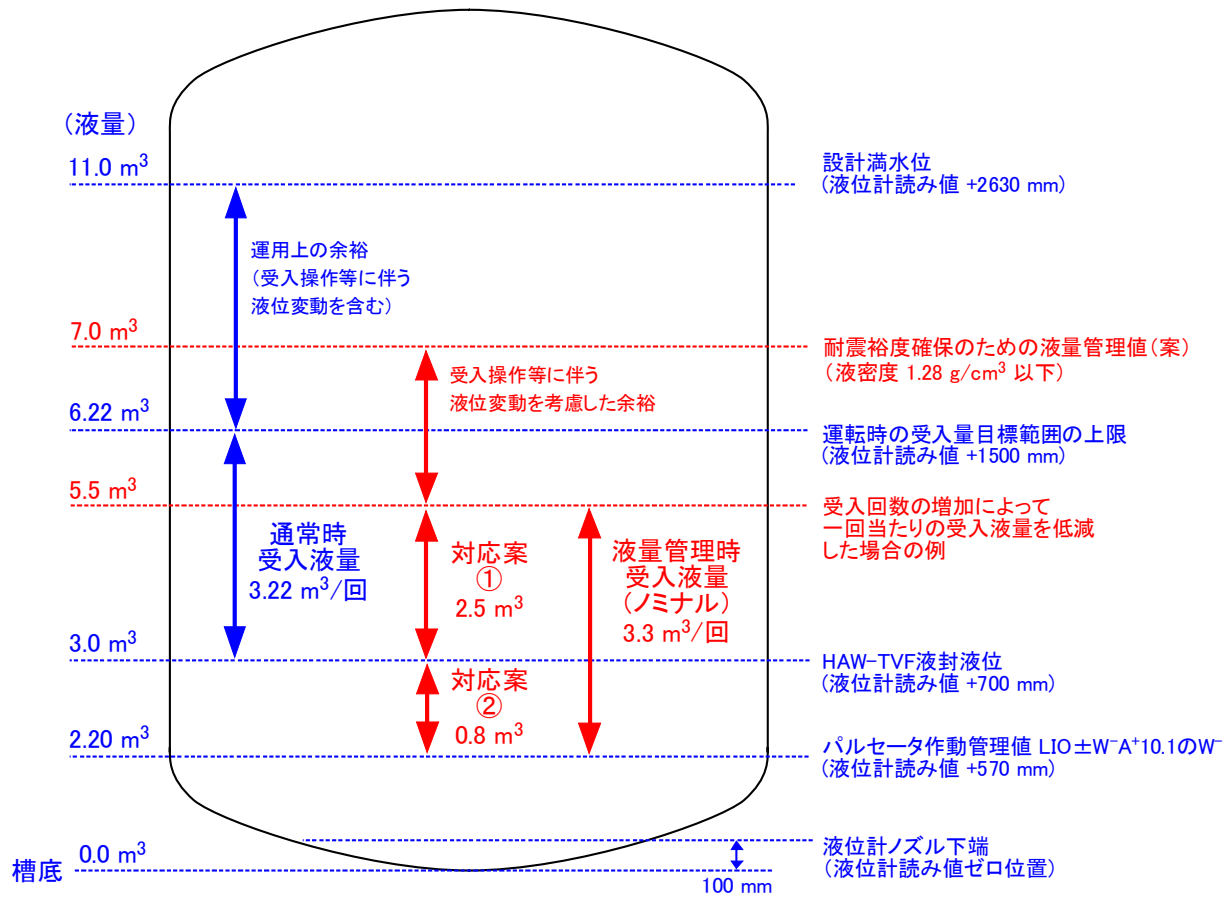 (液量)
11.0 m³
設計満水位
(液位計読み値 +2630 mm)
運用上の余裕
(受入操作等に伴う
液位変動を含む)
7.0 m³
耐震裕度確保のための液量管理値(案)
(液密度 1.28 g/cm³ 以下)
受入操作等に伴う
液位変動を考慮した余裕
6.22 m³
運転時の受入量目標範囲の上限
(液位計読み値 +1500 mm)
5.5 m³
受入回数の増加によって
一回当たりの受入液量を低減
した場合の例
通常時
受入液量
3.22 m³/回
対応案
①
2.5 m³
液量管理時
受入液量
(ノミナル)
3.3 m³/回
3.0 m³
HAW-TVF液封液位
(液位計読み値 +700 mm)
対応案
②
0.8 m³
2.20 m³
パルセータ作動管理値 LIO±W⁻A⁺10.1のW⁻
(液位計読み値 +570 mm)
液位計ノズル下端
(液位計読み値ゼロ位置)
槽底
0.0 m³
100 mm